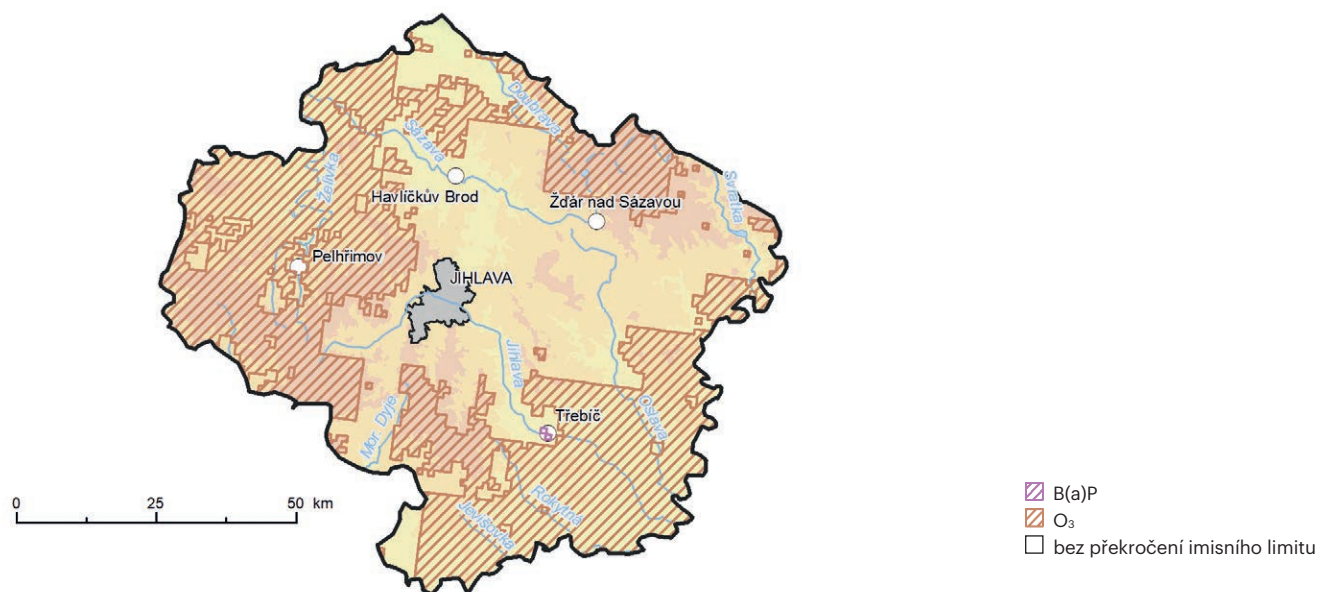 Doubrava
Sázava
Želivka
Svratka
Havlíčkův Brod
Žďár nad Sázavou
Pelhřimov
JIHLAVA
Jihlava
Oslava
Mor. Dyje
Třebíč
Rokytná
Jevišovka
0 25 50 km
B(a)P
O₃
bez překročení imisního limitu